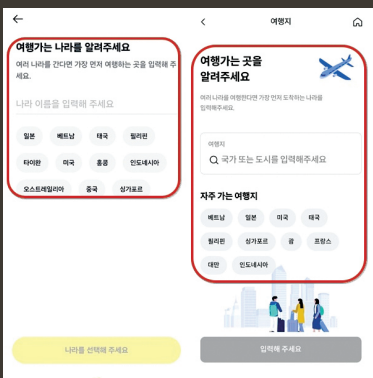 여행가는 나라를 알려주세요
여러 나라를 간다면 가장 먼저 여행하는 곳을 입력해 주
세요.
나라 이름을 입력해 주세요
일본 베트남 태국 필리핀
타이완 미국 홍콩 인도네시아
오스트레일리아 중국 싱가포르
나라를 선택해 주세요
여행지
여행가는 곳을
알려주세요
여러 나라를 여행한다면 가장 먼저 도착하는 나라를
입력해주세요.
여행지
국가 또는 도시를 입력해주세요
자주 가는 여행지
베트남 일본 미국 태국
필리핀 싱가포르 괌 프랑스
대만 인도네시아
입력해 주세요